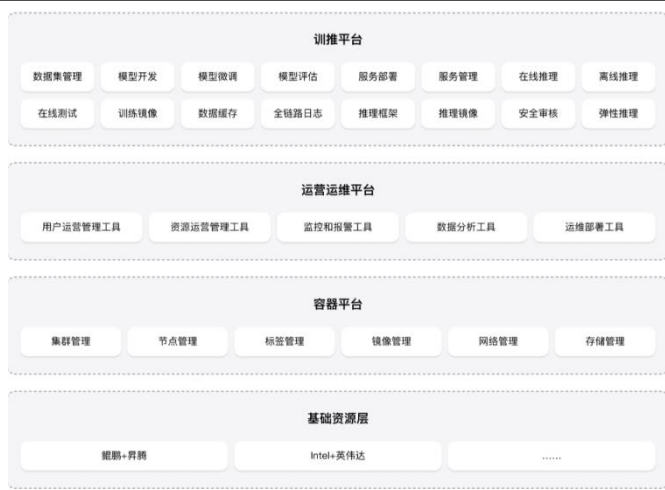 训推平台
数据集管理 模型开发 模型微调 模型评估 服务部署 服务管理 在线推理 离线推理
在线测试 训练镜像 数据缓存 全链路日志 推理框架 推理镜像 安全审核 弹性推理
运营运维平台
用户运营管理工具 资源运营管理工具 监控和报警工具 数据分析工具 运维部署工具
容器平台
集群管理 节点管理 标签管理 镜像管理 网络管理 存储管理
基础资源层
鲲鹏+昇腾 Intel+英伟达 ……